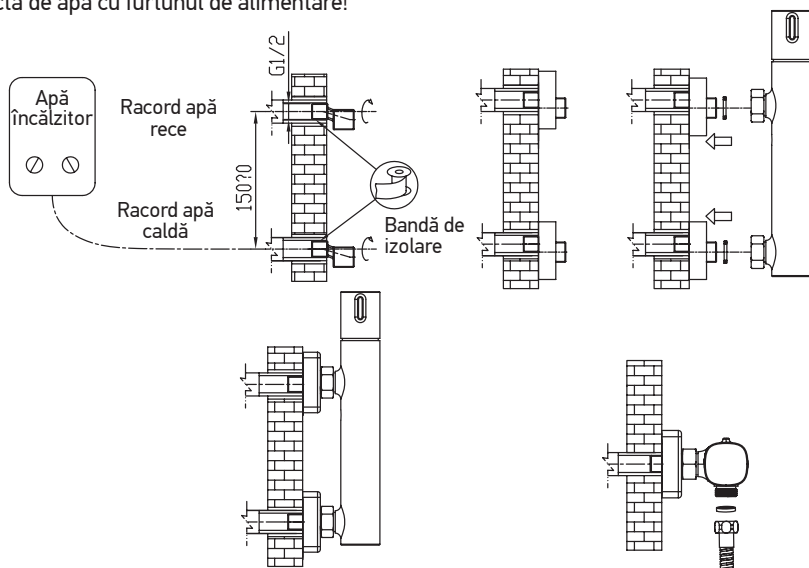 cta de apă cu furtunul de alimentare!
G1/2
Apă
încălzitor
Racord apă
rece
150?0
Racord apă
caldă
Bandă de
izolare